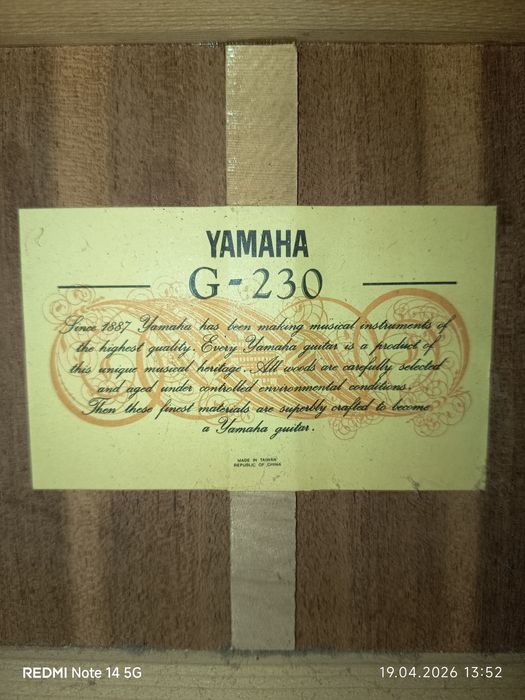 YAMAHA
G-230
Since 1887 Yamaha has been making musical instruments of
the highest quality. Every Yamaha guitar is a product of
this unique musical heritage. All woods are carefully selected
and aged under controlled environmental conditions.
Then these finest materials are superbly crafted to become
a Yamaha guitar.
MADE IN TAIWAN
REPUBLIC OF CHINA
REDMI Note 14 5G
19.04.2026 13:52